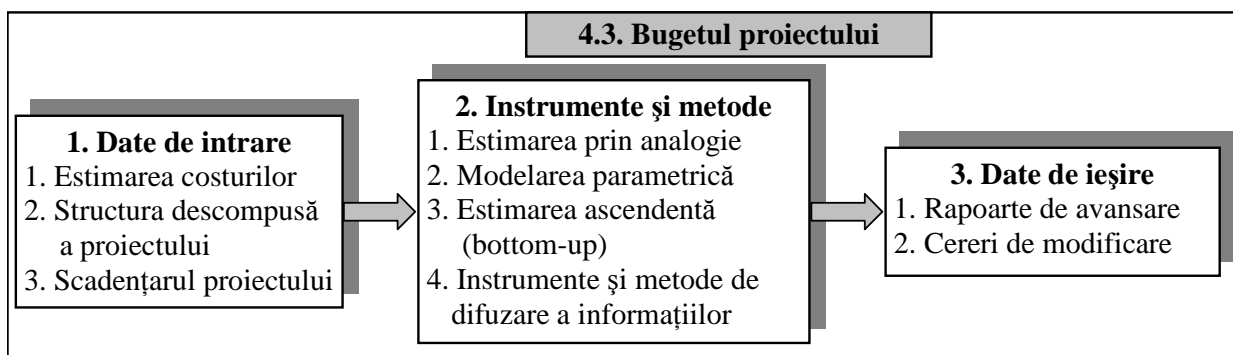 4.3. Bugetul proiectului
1. Date de intrare
1. Estimarea costurilor
2. Structura descompusă
a proiectului
3. Scadențarul proiectului
2. Instrumente şi metode
1. Estimarea prin analogie
2. Modelarea parametrică
3. Estimarea ascendentă
(bottom-up)
4. Instrumente şi metode de
difuzare a informațiilor
3. Date de ieşire
1. Rapoarte de avansare
2. Cereri de modificare